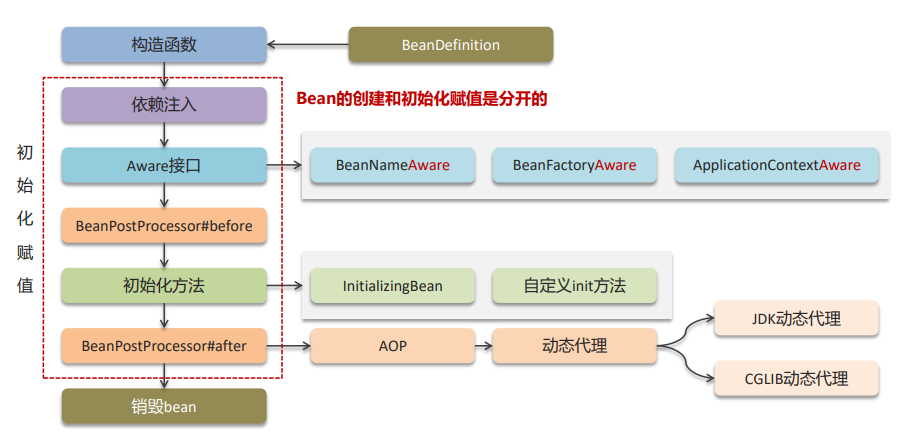 构造函数
BeanDefinition
Bean的创建和初始化赋值是分开的
依赖注入
初始化赋值
Aware接口
BeanNameAware
BeanFactoryAware
ApplicationContextAware
BeanPostProcessor#before
初始化方法
InitializingBean
自定义init方法
BeanPostProcessor#after
AOP
动态代理
JDK动态代理
CGLIB动态代理
销毁bean